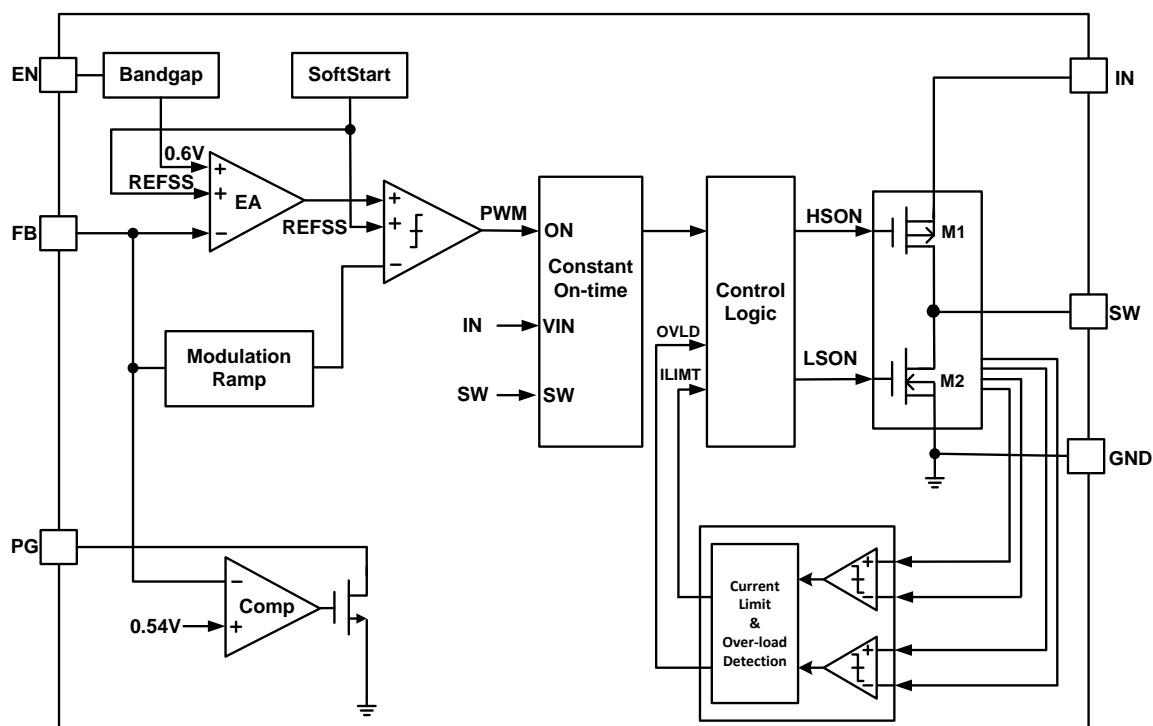 EN
Bandgap
SoftStart
IN
0.6V
REFSS
+
+
EA
−
FB
REFSS
+
+
−
PWM
ON
Constant
On-time
IN
VIN
SW
SW
Modulation
Ramp
Control
Logic
OVLD
ILIMT
HSON
LSON
M1
M2
SW
GND
PG
−
Comp
0.54V
+
Current
Limit
&
Over-load
Detection
+
−
+
−